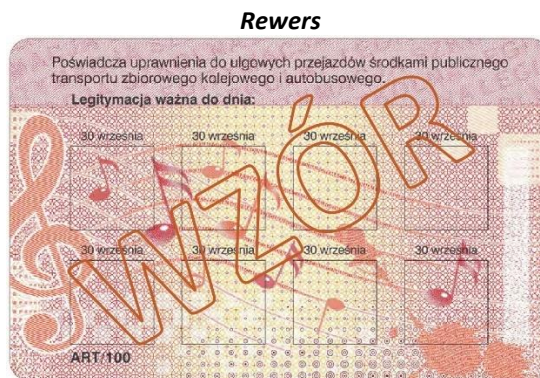 Rewers
Poświadcza uprawnienia do ulgowych przejazdów środkami publicznego
transportu zbiorowego kolejowego i autobusowego.
Legitymacja ważna do dnia:
30 września 30 września 30 września 30 września
WZÓR
30 września 30 września 30 września 30 września
ART/100